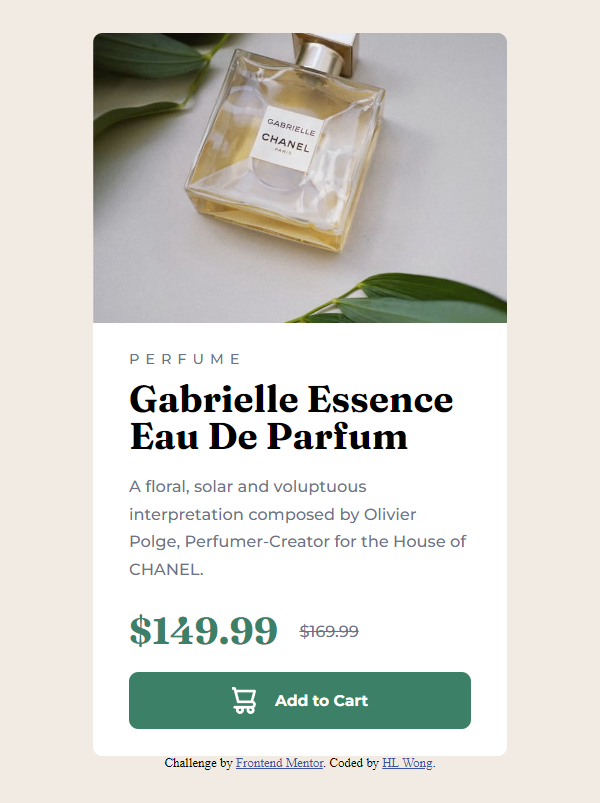 GABRIELLE
CHANEL
PARIS
PERFUME
Gabrielle Essence
Eau De Parfum
A floral, solar and voluptuous
interpretation composed by Olivier
Polge, Perfumer-Creator for the House of
CHANEL.
$149.99 $169.99
Add to Cart
Challenge by Frontend Mentor. Coded by HL Wong.